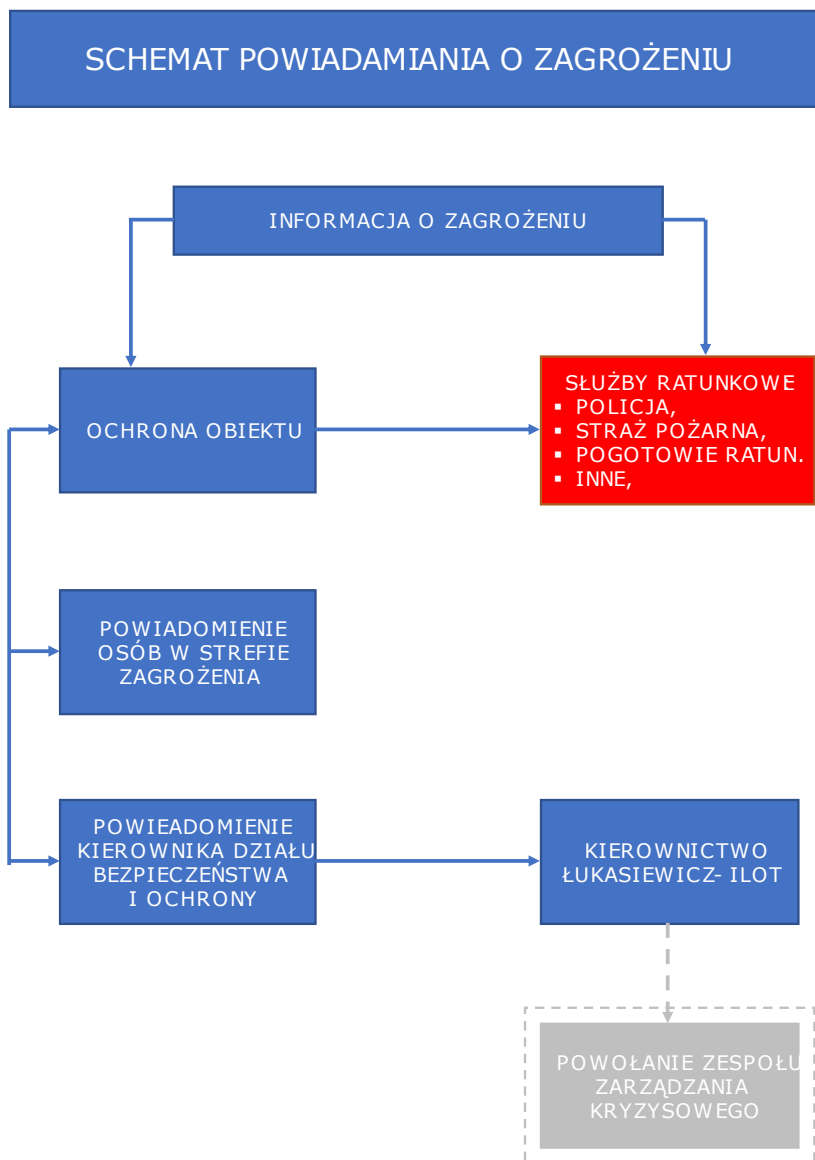 SCHEMAT POWIADAMIANIA O ZAGROŻENIU
INFORMACJA O ZAGROŻENIU
OCHRONA OBIEKTU
SŁUŻBY RATUNKOWE
▪ POLICJA,
▪ STRAŻ POŻARNA,
▪ POGOTOWIE RATUN.
▪ INNE,
POWIADOMIENIE
OSÓB W STREFIE
ZAGROŻENIA
POWIEADOMIENIE
KIEROWNIKA DZIAŁU
BEZPIECZEŃSTWA
I OCHRONY
KIEROWNICTWO
ŁUKASIEWICZ- ILOT
POWOŁANIE ZESPOŁU
ZARZĄDZANIA
KRYZYSOWEGO